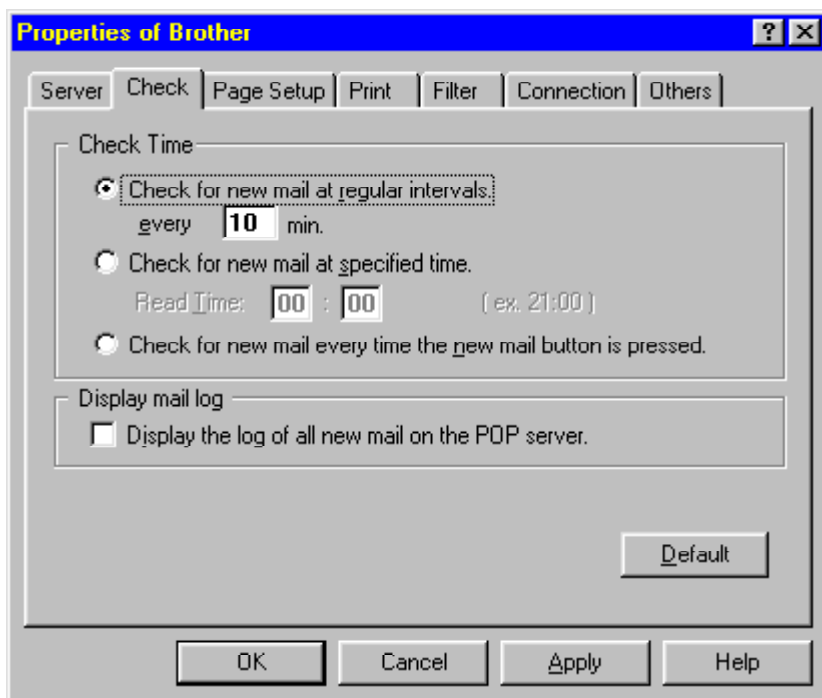 Properties of Brother
Server Check Page Setup Print Filter Connection Others
Check Time
Check for new mail at regular intervals.
every 10 min.
Check for new mail at specified time.
Read Time: 00 : 00 ( ex. 21:00 )
Check for new mail every time the new mail button is pressed.
Display mail log
Display the log of all new mail on the POP server.
Default
OK Cancel Apply Help